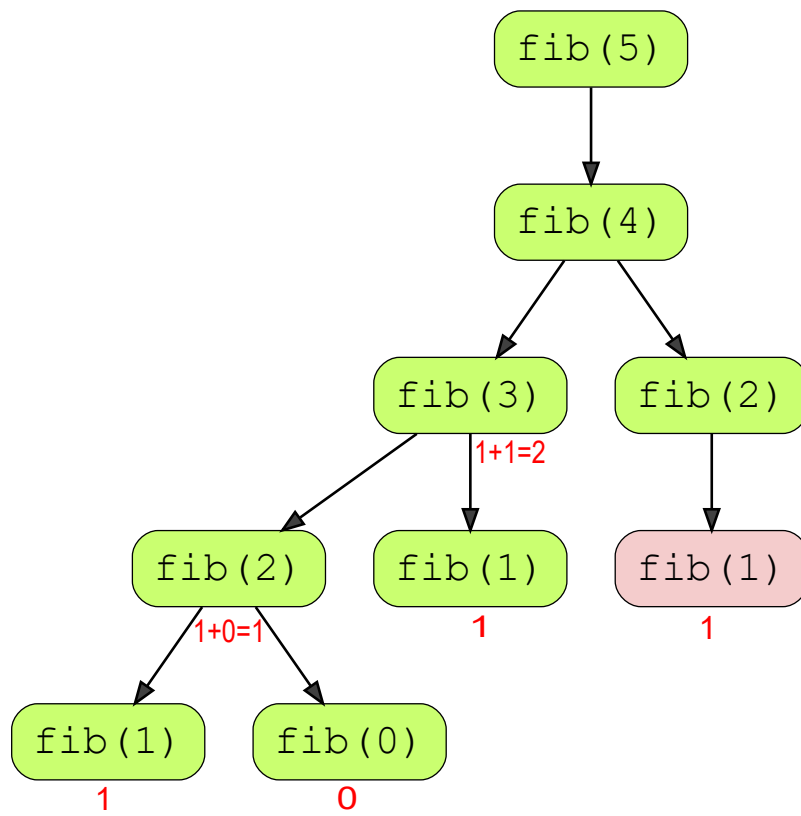 fib(5)
fib(4)
fib(3) fib(2)
1+1=2
fib(2) fib(1) fib(1)
1+0=1 1 1
fib(1) fib(0)
1 0